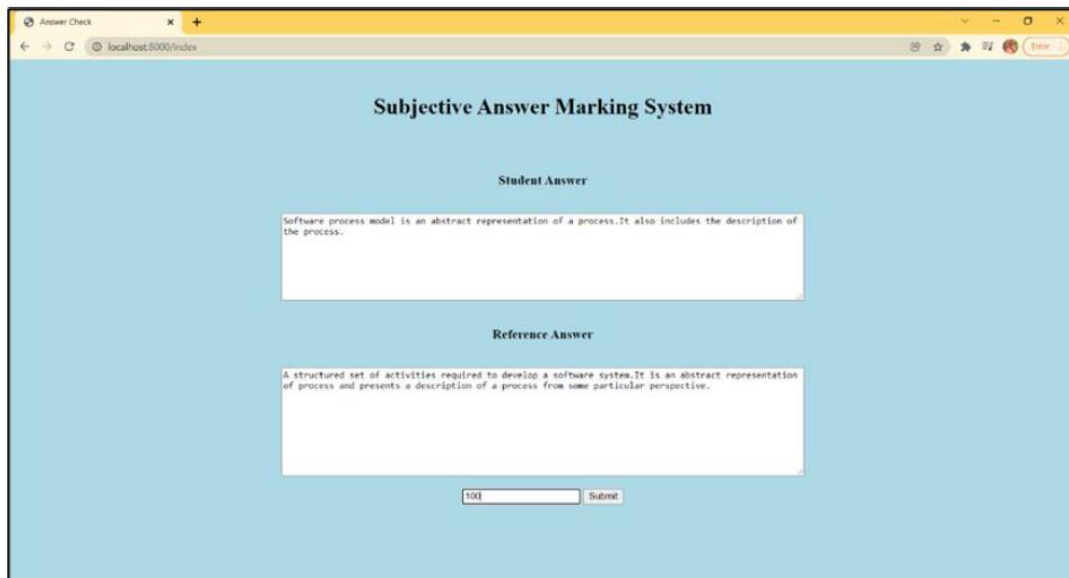 Answer Check
localhost:8000/index
Error
Subjective Answer Marking System
Student Answer
Software process model is an abstract representation of a process.It also includes the description of
the process.
Reference Answer
A structured set of activities required to develop a software system.It is an abstract representation
of process and presents a description of a process from some particular perspective.
100
Submit